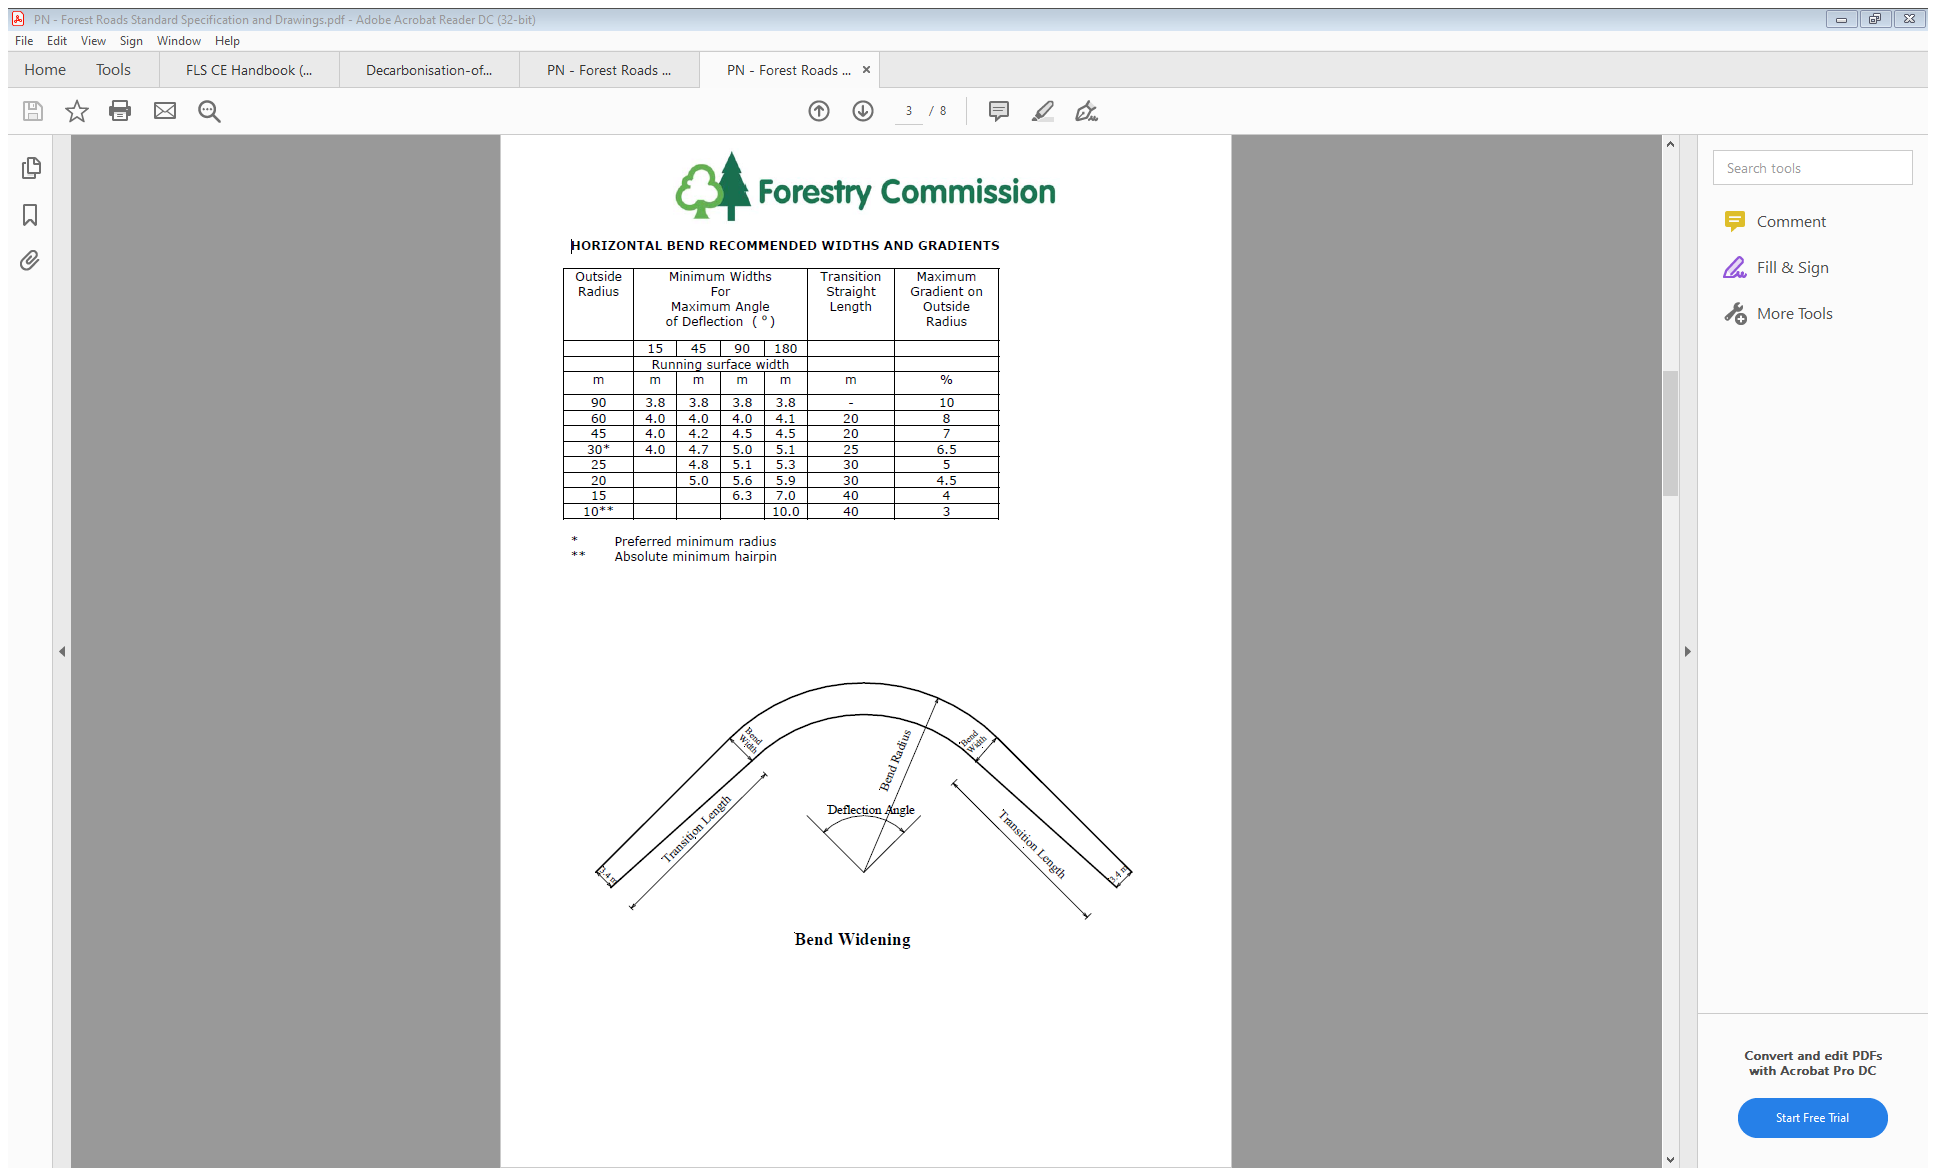 PN - Forest Roads Standard Specification and Drawings.pdf - Adobe Acrobat Reader DC (32-bit)
File Edit View Sign Window Help
Home Tools FLS CE Handbook (... Decarbonisation-of... PN - Forest Roads ... PN - Forest Roads ... ×
3 / 8
Forestry Commission
HORIZONTAL BEND RECOMMENDED WIDTHS AND GRADIENTS
Outside Radius Minimum Widths For Maximum Angle of Deflection ( ° ) Transition Straight Length Maximum Gradient on Outside Radius
15 45 90 180
Running surface width
m m m m m m %
90 3.8 3.8 3.8 3.8 - 10
60 4.0 4.0 4.0 4.1 20 8
45 4.0 4.2 4.5 4.5 20 7
30* 4.0 4.7 5.0 5.1 25 6.5
25 4.8 5.1 5.3 30 5
20 5.0 5.6 5.9 30 4.5
15 6.3 7.0 40 4
10** 10.0 40 3
* Preferred minimum radius
** Absolute minimum hairpin
Bend Width
Bend Radius
Bend Width
Deflection Angle
Transition Length
Transition Length
3.4 m
3.4 m
Bend Widening
Search tools
Comment
Fill & Sign
More Tools
Convert and edit PDFs
with Acrobat Pro DC
Start Free Trial